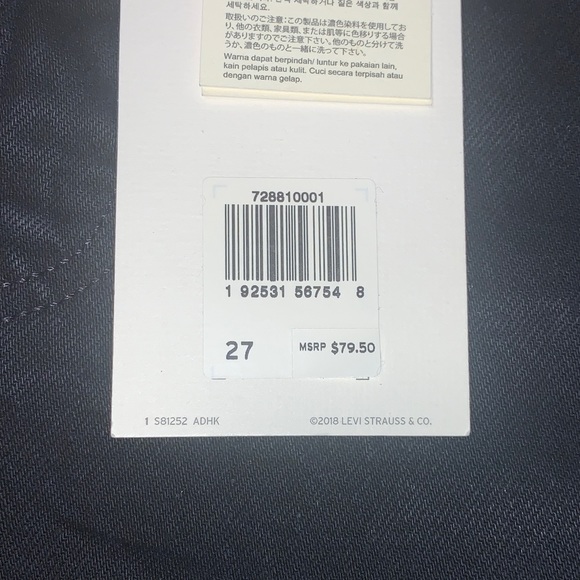 세탁하세요.
取扱いのご注意：この製品は濃色染料を使用してお
り、他の衣類、家具類、または肌等に色移りする場合
がありますのでご注意下さい。他のものと分けて洗
うか、濃色のものと一緒に洗って下さい。
Warna dapat berpindah/ luntur ke pakaian lain,
kain pelapis atau kulit. Cuci secara terpisah atau
dengan warna gelap.
728810001
1 92531 56754 8
27
MSRP $79.50
1 S81252 ADHK
©2018 LEVI STRAUSS & CO.